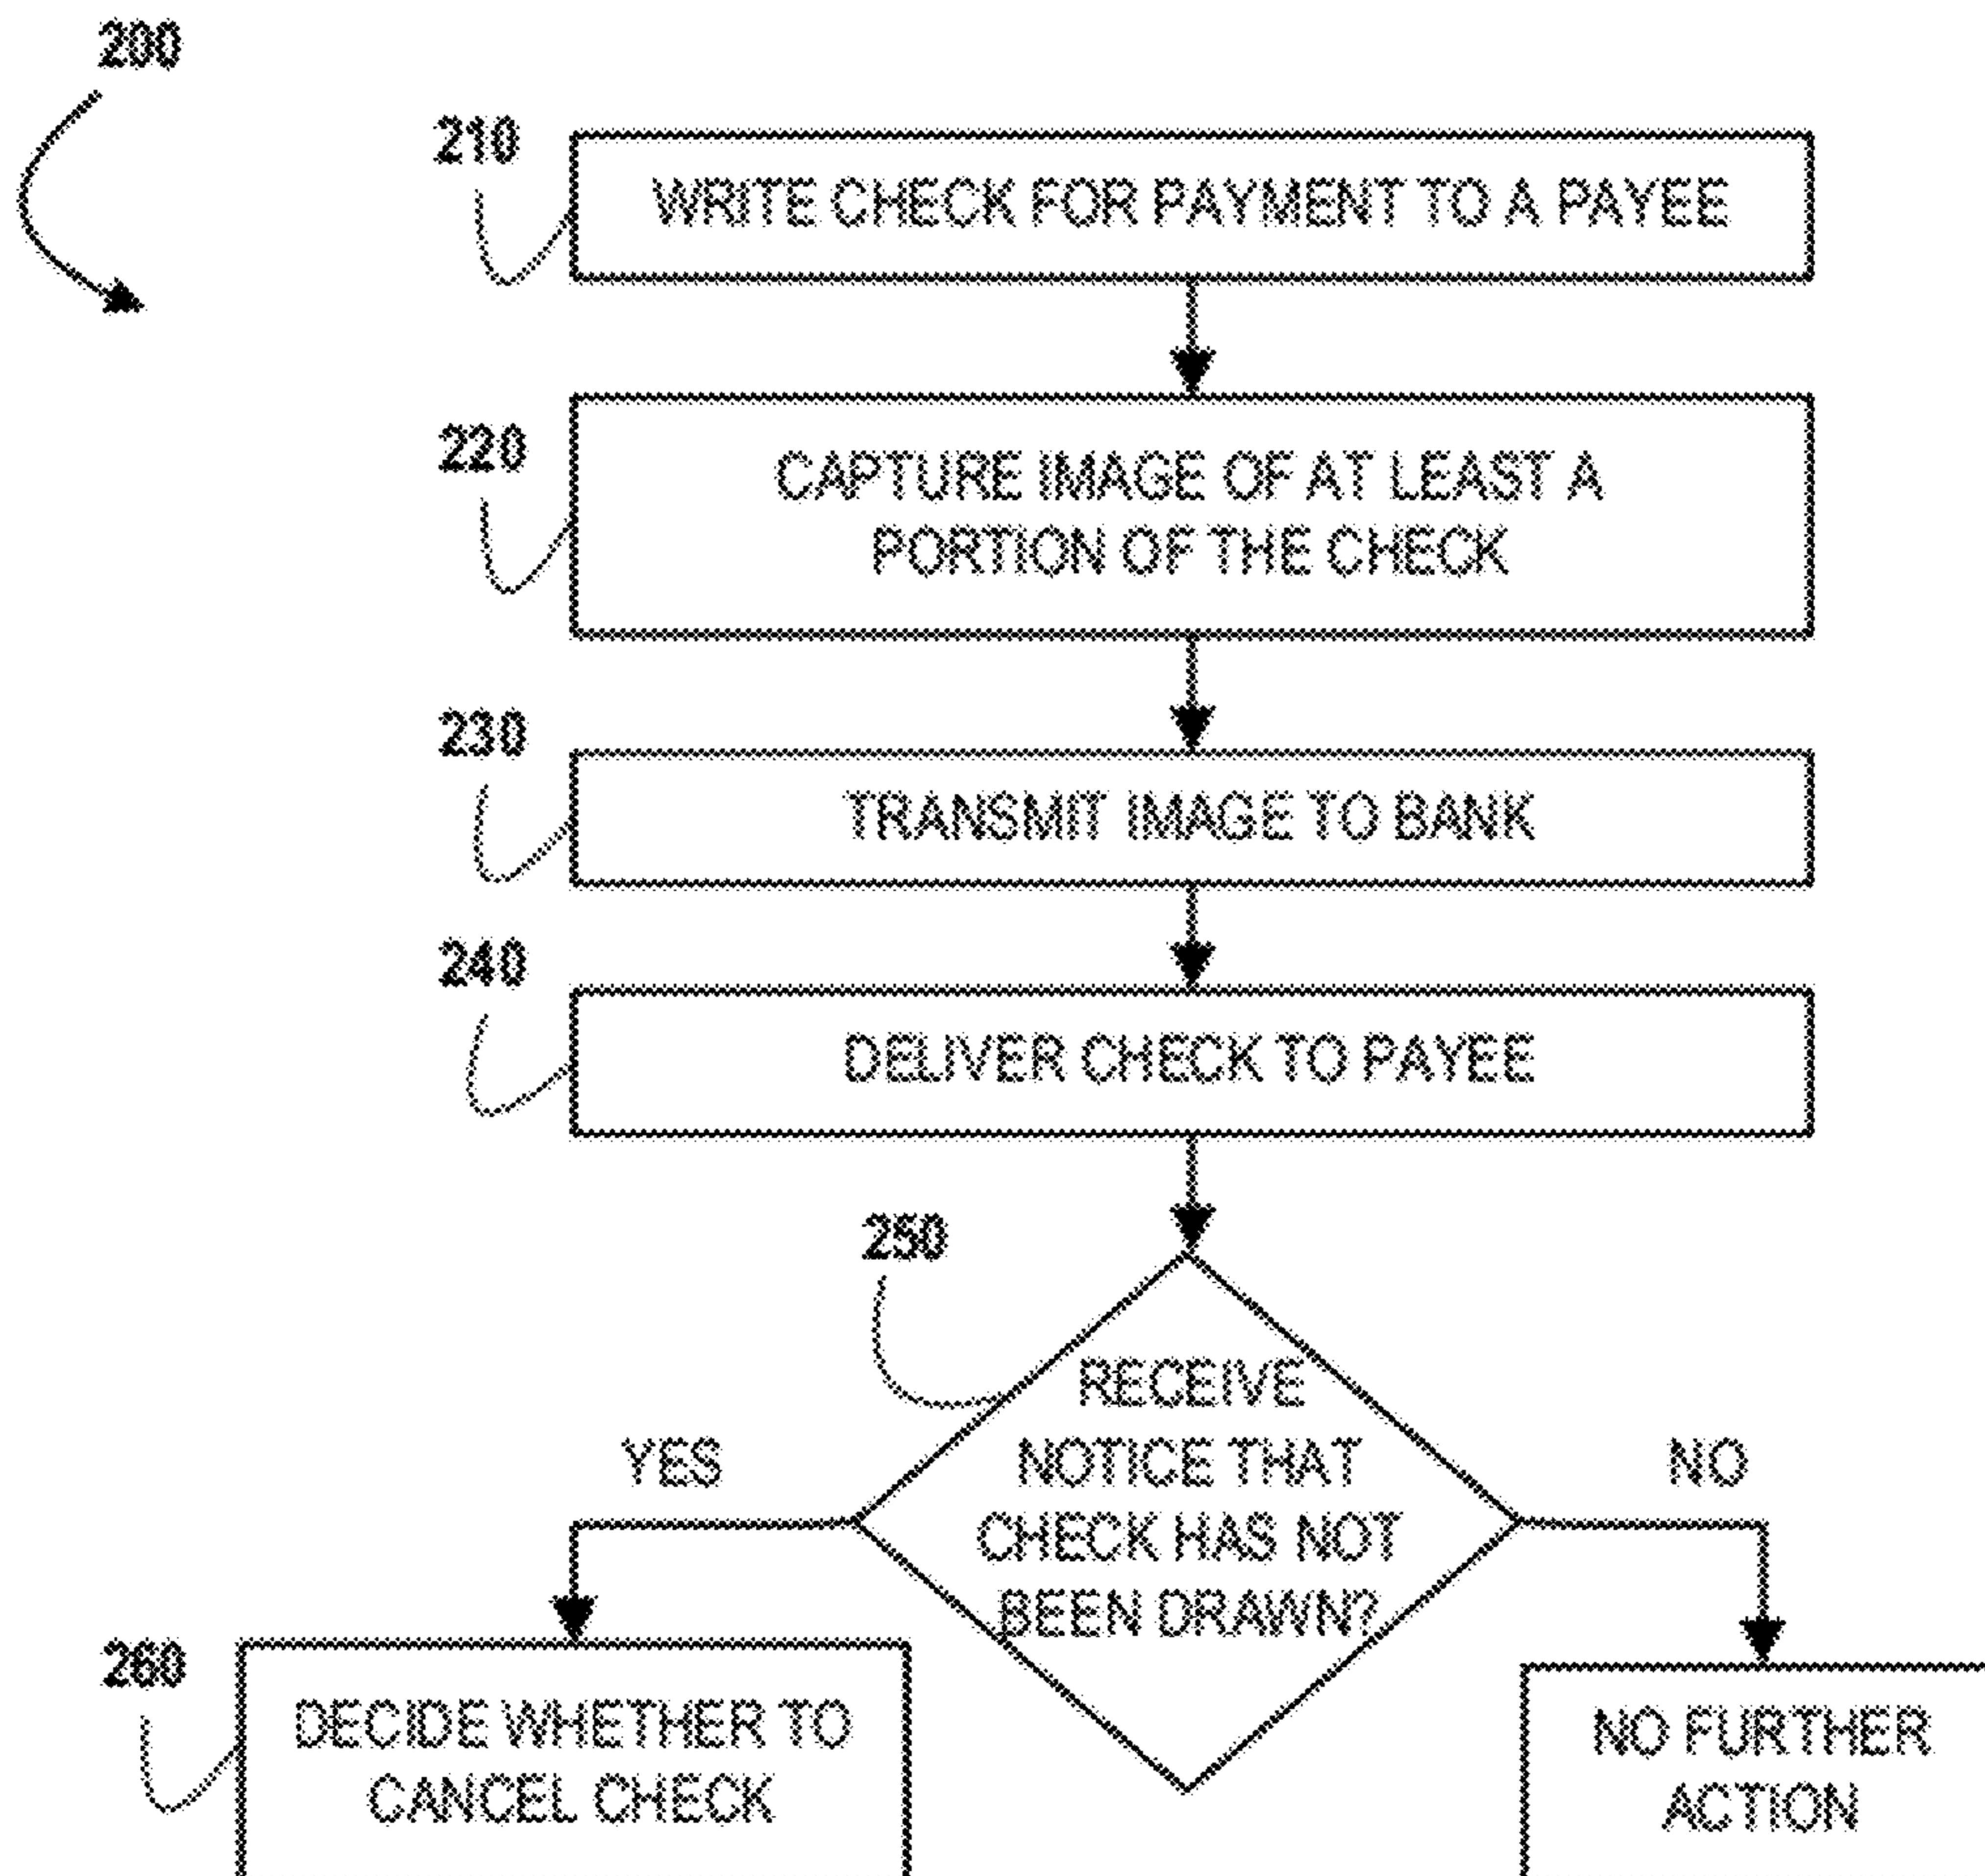 200
210
WRITE CHECK FOR PAYMENT TO A PAYEE
220
CAPTURE IMAGE OF AT LEAST A
PORTION OF THE CHECK
230
TRANSMIT IMAGE TO BANK
240
DELIVER CHECK TO PAYEE
250
RECEIVE
NOTICE THAT
CHECK HAS NOT
BEEN DRAWN?
YES
NO
260
DECIDE WHETHER TO
CANCEL CHECK
NO FURTHER
ACTION